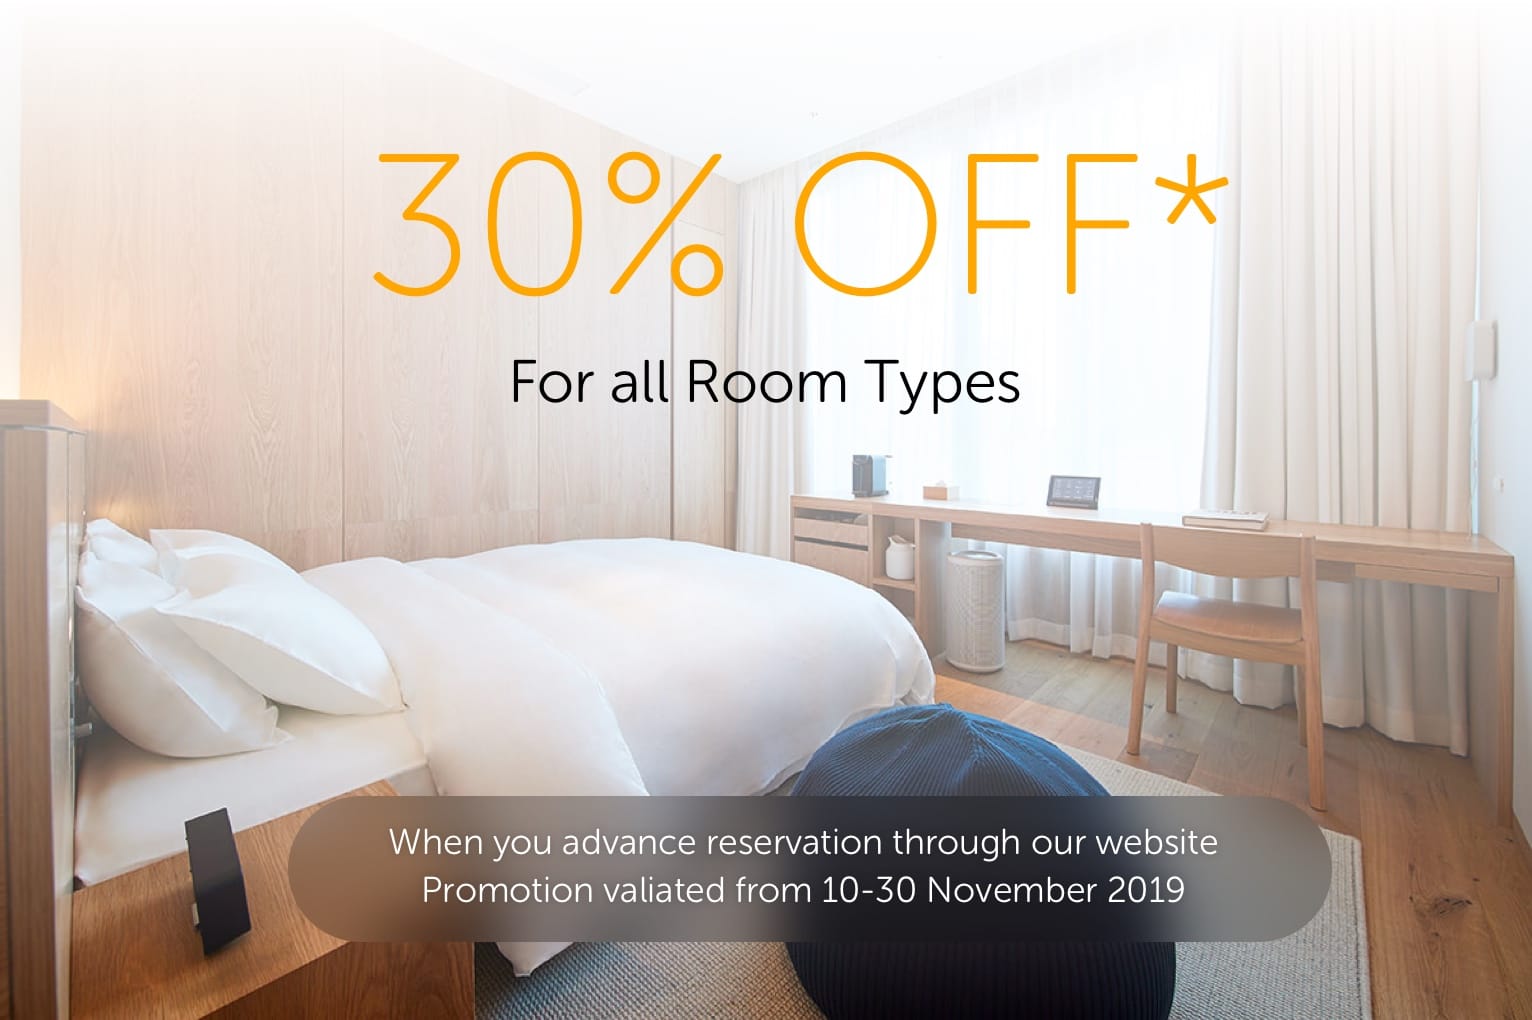 30% OFF*
For all Room Types
When you advance reservation through our website
Promotion valiated from 10-30 November 2019